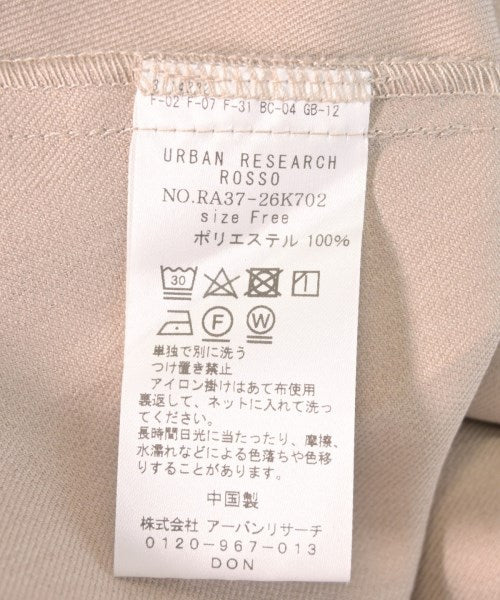 F-02 F-07 F-31 BC-04 GB-12
URBAN RESEARCH
ROSSO
NO.RA37-26K702
size Free
ポリエステル 100%
30
F W
単独で別に洗う
つけ置き禁止
アイロン掛けはあて布使用
裏返して、ネットに入れて洗っ
てください。
長時間日光に当たったり、摩擦、
水濡れなどによる色落ちや色移
りすることがあります。
中国製
株式会社 アーバンリサーチ
0120-967-013
DON